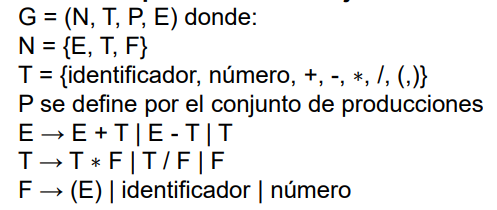 G = (N, T, P, E) donde:
N = {E, T, F}
T = {identificador, número, +, -, *, /, (,)}
P se define por el conjunto de producciones
E → E + T | E - T | T
T → T * F | T / F | F
F → (E) | identificador | número